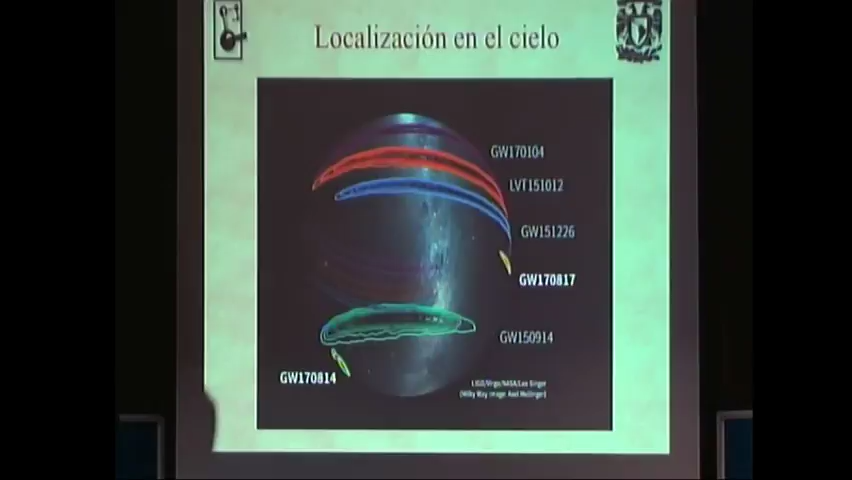 Localización en el cielo
GW170104
LVT151012
GW151226
GW170817
GW150914
GW170814
LIGO/Virgo/NASA/Leo Singer
(Milky Way image: Axel Mellinger)